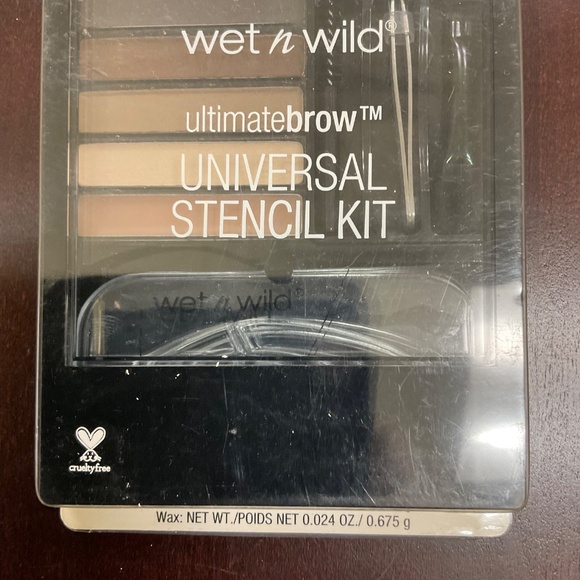 wet n wild®
ultimatebrow™
UNIVERSAL
STENCIL KIT
wet n wild®
crueltyfree
Wax: NET WT./POIDS NET 0.024 OZ./ 0.675 g